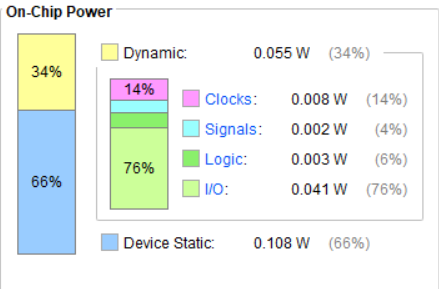 On-Chip Power
34%
66%
Dynamic: 0.055 W (34%)
14%
76%
Clocks: 0.008 W (14%)
Signals: 0.002 W (4%)
Logic: 0.003 W (6%)
I/O: 0.041 W (76%)
Device Static: 0.108 W (66%)